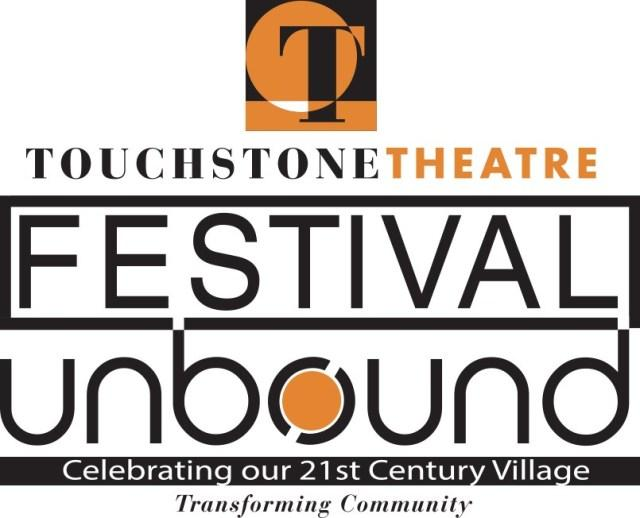 T
TOUCHSTONETHEATRE
FESTIVAL
unbound
Celebrating our 21st Century Village
Transforming Community